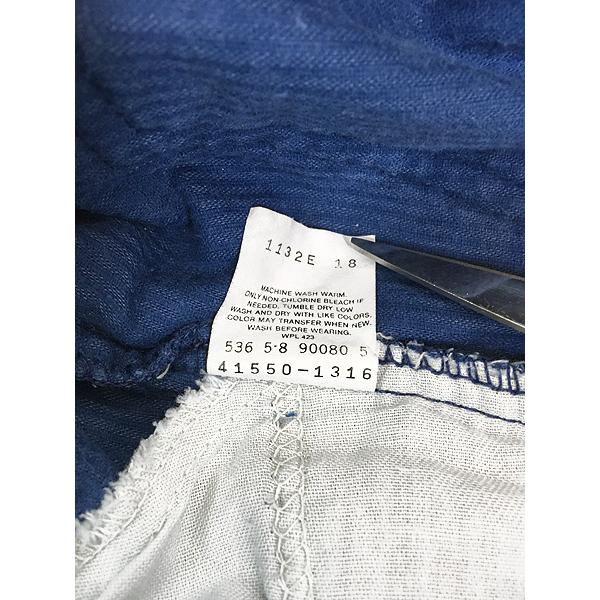 1132E 18
MACHINE WASH WARM.
ONLY NON-CHLORINE BLEACH IF
NEEDED. TUMBLE DRY LOW
WASH AND DRY WITH LIKE COLORS.
COLOR MAY TRANSFER WHEN NEW.
WASH BEFORE WEARING.
WPL 423
536 5-8 90080 5
41550-1316